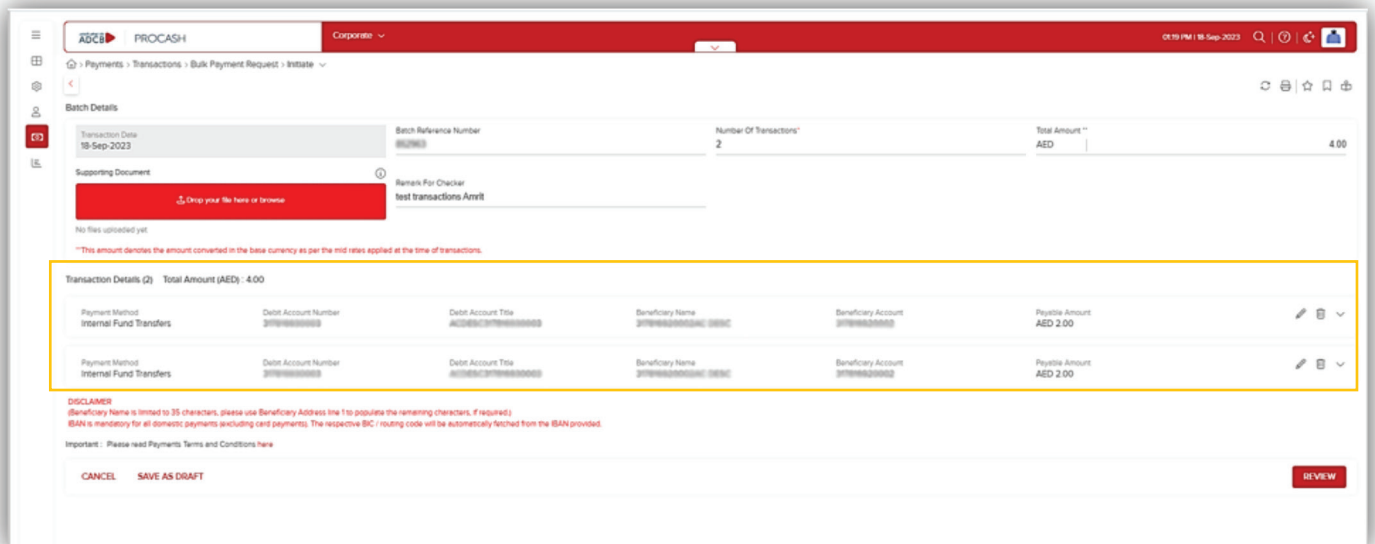 ADCB PROCASH Corporate 01:19 PM | 18-Sep-2023
Payments > Transactions > Bulk Payment Request > Initiate
Batch Details
Transaction Date Batch Reference Number Number Of Transactions* Total Amount **
18-Sep-2023 2 AED 4.00
Supporting Document
Remark For Checker
Drop your file here or browse test transactions Amrit
No files uploaded yet
**This amount denotes the amount converted in the base currency as per the mid rates applied at the time of transactions.
Transaction Details (2) Total Amount (AED) : 4.00
Payment Method Debit Account Number Debit Account Title Beneficiary Name Beneficiary Account Payable Amount
Internal Fund Transfers AED 2.00
Payment Method Debit Account Number Debit Account Title Beneficiary Name Beneficiary Account Payable Amount
Internal Fund Transfers AED 2.00
DISCLAIMER
(Beneficiary Name is limited to 35 characters, please use Beneficiary Address line 1 to populate the remaining characters, if required.)
IBAN is mandatory for all domestic payments (excluding card payments). The respective BIC / routing code will be automatically fetched from the IBAN provided.
Important : Please read Payments Terms and Conditions here
CANCEL SAVE AS DRAFT REVIEW